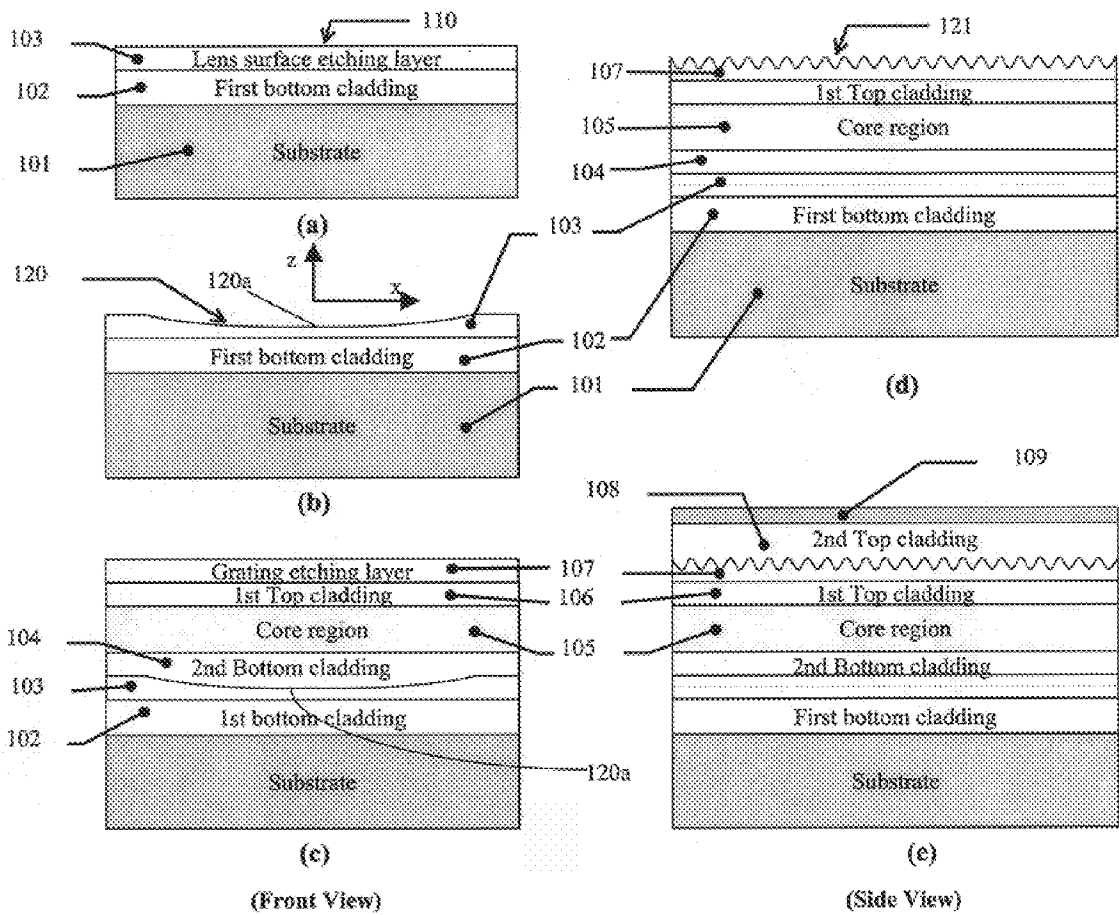 110
103
Lens surface etching layer
102
First bottom cladding
101
Substrate
(a)
z
x
120
120a
103
102
First bottom cladding
101
Substrate
(b)
Grating etching layer
107
1st Top cladding
106
Core region
105
104
2nd Bottom cladding
103
102
1st bottom cladding
Substrate
120a
(c)
(Front View)
121
107
1st Top cladding
105
Core region
104
103
First bottom cladding
102
Substrate
101
(d)
109
108
2nd Top cladding
107
1st Top cladding
106
Core region
105
2nd Bottom cladding
First bottom cladding
Substrate
(e)
(Side View)